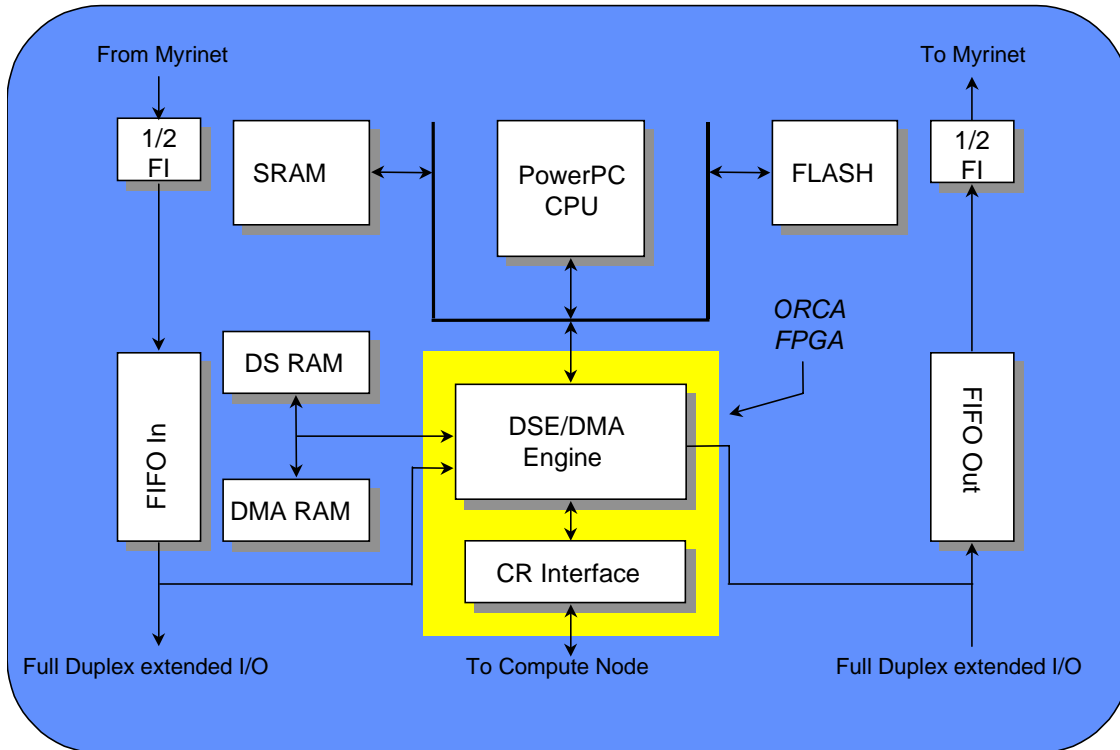 From Myrinet
To Myrinet
1/2
FI
SRAM
PowerPC
CPU
FLASH
1/2
FI
ORCA
FPGA
DS RAM
FIFO In
DSE/DMA
Engine
FIFO Out
DMA RAM
CR Interface
Full Duplex extended I/O
To Compute Node
Full Duplex extended I/O